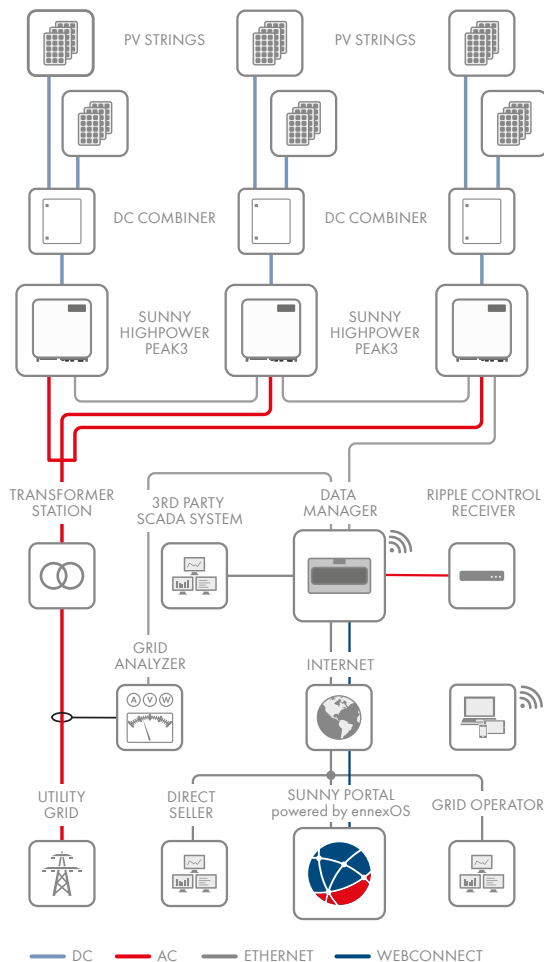 PV STRINGS
PV STRINGS
DC COMBINER
DC COMBINER
SUNNY
HIGHPOWER
PEAK3
SUNNY
HIGHPOWER
PEAK3
TRANSFORMER
STATION
3RD PARTY
SCADA SYSTEM
DATA
MANAGER
RIPPLE CONTROL
RECEIVER
GRID
ANALYZER
INTERNET
A V W
UTILITY
GRID
DIRECT
SELLER
SUNNY PORTAL
powered by ennexOS
GRID OPERATOR
DC
AC
ETHERNET
WEBCONNECT